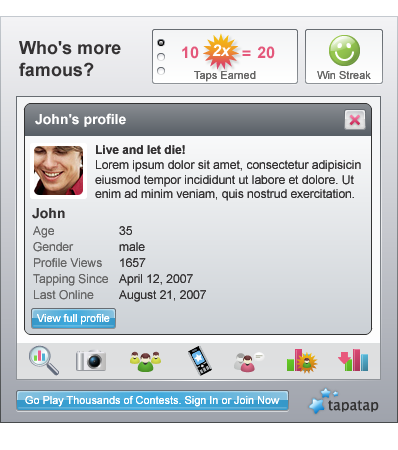 Who's more
famous?
10 2x = 20
Taps Earned
Win Streak
John's profile
Live and let die!
Lorem ipsum dolor sit amet, consectetur adipisicin
eiusmod tempor incididunt ut labore et dolore. Ut
enim ad minim veniam, quis nostrud exercitation.
John
Age 35
Gender male
Profile Views 1657
Tapping Since April 12, 2007
Last Online August 21, 2007
View full profile
Go Play Thousands of Contests. Sign In or Join Now
tapatap